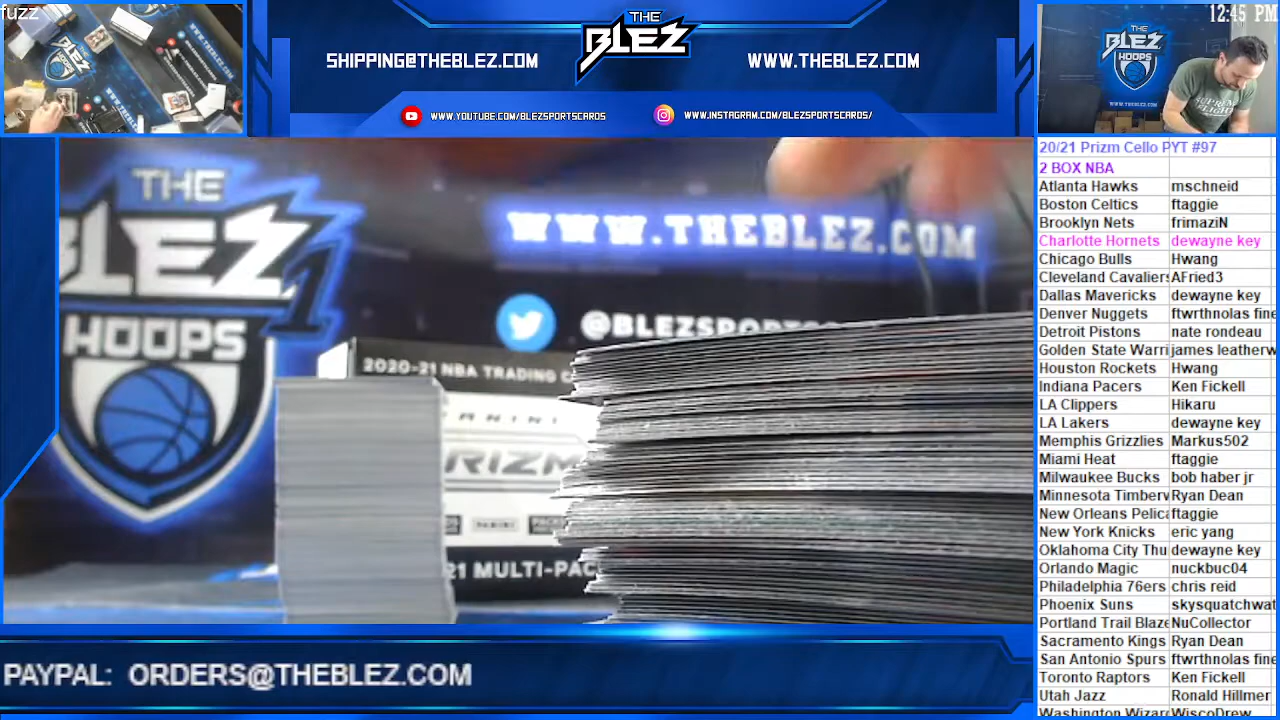 fuzz
SHIPPING@THEBLEZ.COM
THE
BLEZ
WWW.THEBLEZ.COM
WWW.YOUTUBE.COM/BLEZSPORTSCARDS
WWW.INSTAGRAM.COM/BLEZSPORTSCARDS/
12:45 PM
THE
BLEZ
HOOPS
20/21 Prizm Cello PYT #97
2 BOX NBA
Atlanta Hawks mschneid
Boston Celtics ftaggie
Brooklyn Nets frimaziN
Charlotte Hornets dewayne key
Chicago Bulls Hwang
Cleveland Cavaliers AFried3
Dallas Mavericks dewayne key
Denver Nuggets ftwrthnolas fine
Detroit Pistons nate rondeau
Golden State Warri james leatherw
Houston Rockets Hwang
Indiana Pacers Ken Fickell
LA Clippers Hikaru
LA Lakers dewayne key
Memphis Grizzlies Markus502
Miami Heat ftaggie
Milwaukee Bucks bob haber jr
Minnesota Timberv Ryan Dean
New Orleans Pelica ftaggie
New York Knicks eric yang
Oklahoma City Thu dewayne key
Orlando Magic nuckbuc04
Philadelphia 76ers chris reid
Phoenix Suns skysquatchwat
Portland Trail Blaze NuCollector
Sacramento Kings Ryan Dean
San Antonio Spurs ftwrthnolas fine
Toronto Raptors Ken Fickell
Utah Jazz Ronald Hillmer
Washington Wizar WiscoDrew
THE
BLEZ
1
HOOPS
WWW.THEBLEZ.COM
@BLEZSPORTSC
2020-21 NBA TRADING C
PANINI
RIZM
PANINI
21 MULTI-PAC
PAYPAL: ORDERS@THEBLEZ.COM